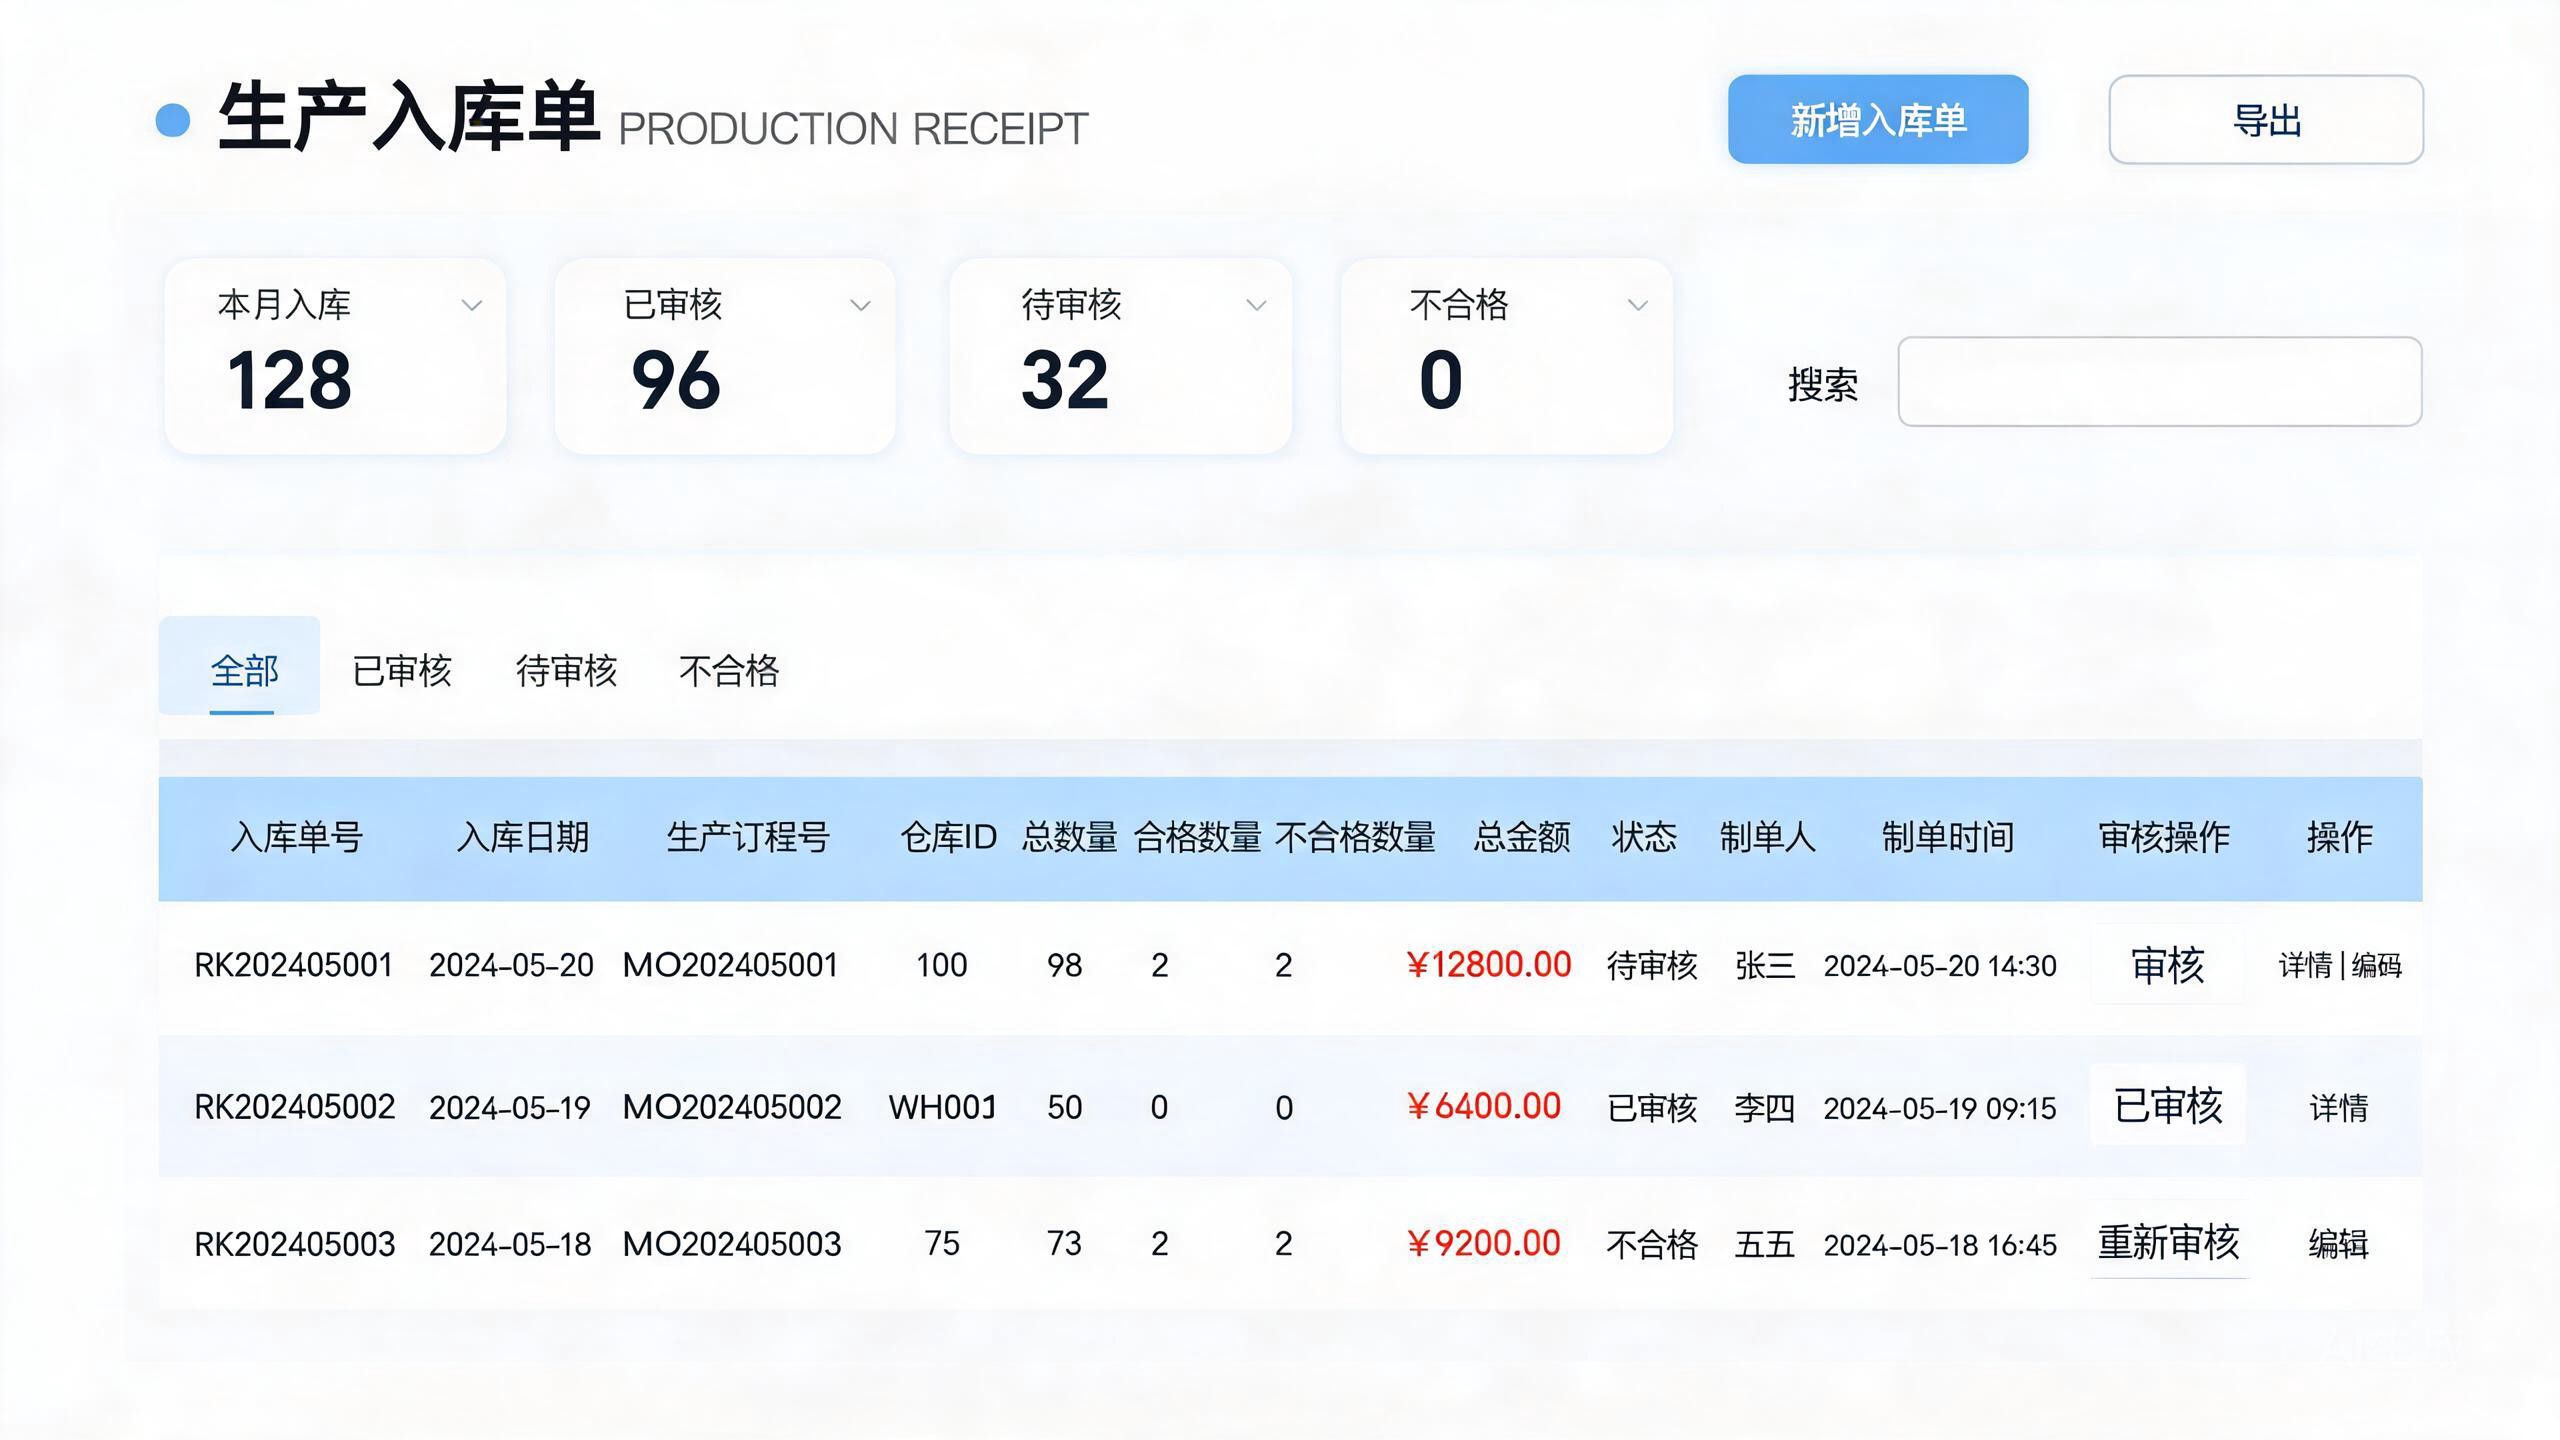 生产入库单 PRODUCTION RECEIPT 新增入库单 导出
本月入库 已审核 待审核 不合格
128 96 32 0
搜索
全部 已审核 待审核 不合格
入库单号 入库日期 生产订程号 仓库ID 总数量 合格数量 不合格数量 总金额 状态 制单人 制单时间 审核操作 操作
RK202405001 2024-05-20 MO202405001 100 98 2 2 ¥12800.00 待审核 张三 2024-05-20 14:30 审核 详情 | 编码
RK202405002 2024-05-19 MO202405002 WH001 50 0 0 ¥6400.00 已审核 李四 2024-05-19 09:15 已审核 详情
RK202405003 2024-05-18 MO202405003 75 73 2 2 ¥9200.00 不合格 五五 2024-05-18 16:45 重新审核 编辑